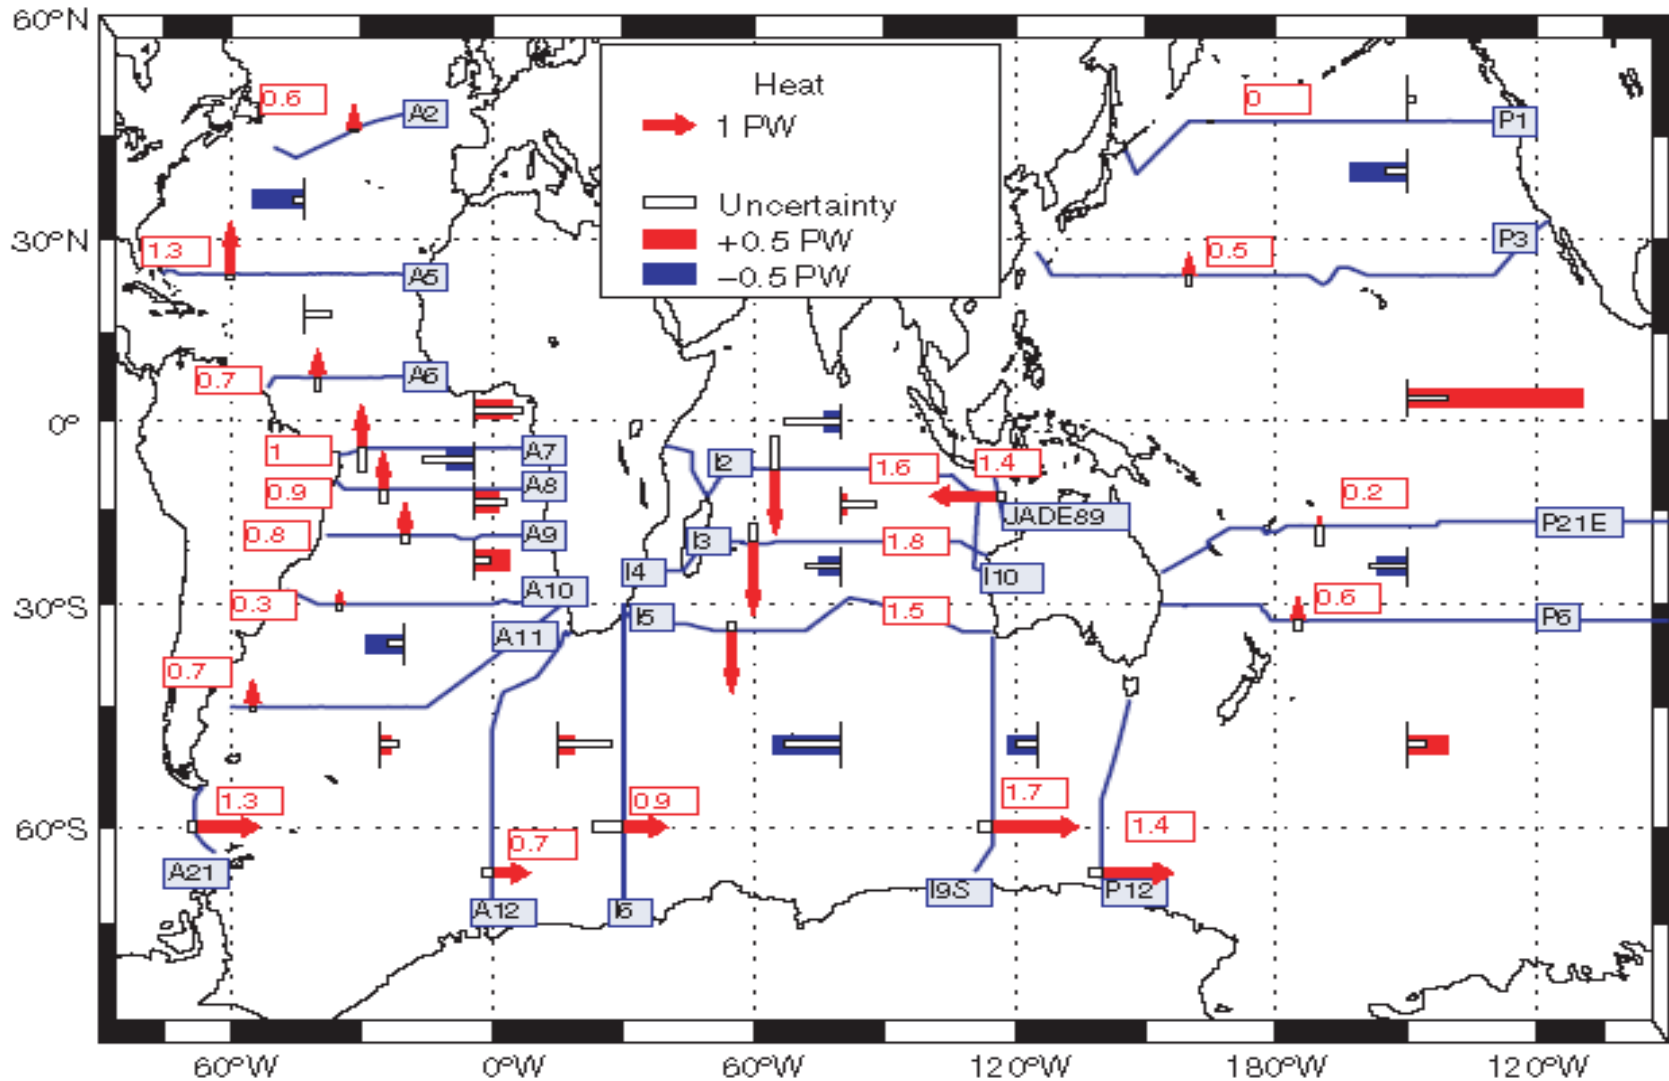 60°N
Heat
1 PW
Uncertainty
+0.5 PW
−0.5 PW
0.6
A2
0
P1
30°N
1.3
A5
0.5
P3
0.7
A6
0°
1
A7
I2
1.6
1.4
0.9
A8
0.2
JADE89
P21E
0.8
A9
I3
1.8
I4
I10
30°S
0.3
A10
I5
1.5
0.6
P6
A11
0.7
1.3
0.9
1.7
1.4
60°S
0.7
A21
A12
I6
I9S
P12
60°W
0°W
60°W
120°W
180°W
120°W